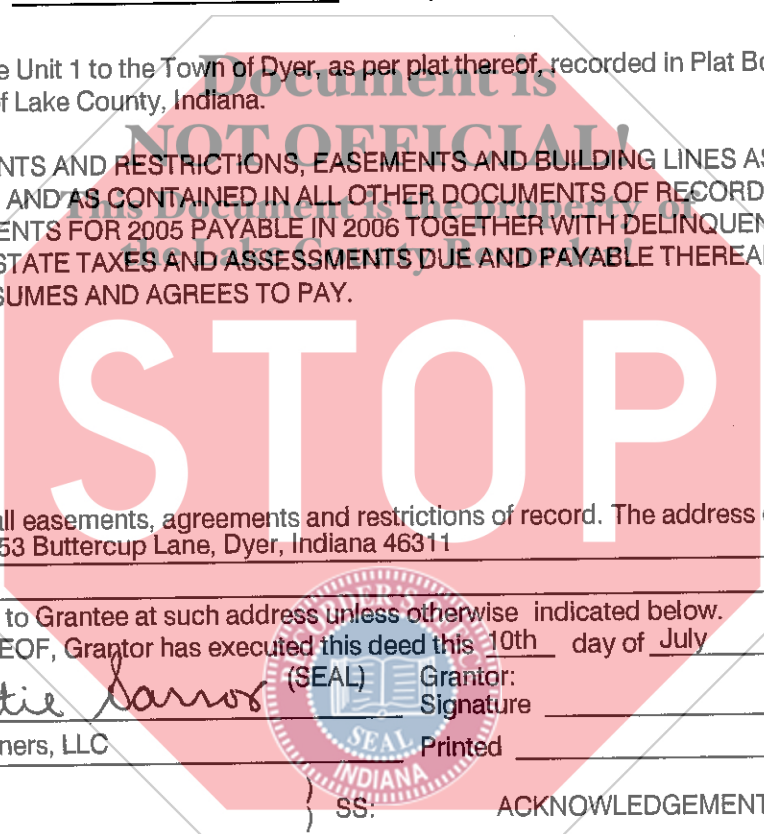 e Unit 1 to the Town of Dyer, as per plat thereof, recorded in Plat Bo
f Lake County, Indiana.
Document is
NOT OFFICIAL!
This Document is the property of
the Lake County Recorder!
NTS AND RESTRICTIONS, EASEMENTS AND BUILDING LINES AS
AND AS CONTAINED IN ALL OTHER DOCUMENTS OF RECORD
ENTS FOR 2005 PAYABLE IN 2006 TOGETHER WITH DELINQUEN
STATE TAXES AND ASSESSMENTS DUE AND PAYABLE THEREA
SUMES AND AGREES TO PAY.
STOP
all easements, agreements and restrictions of record. The address
53 Buttercup Lane, Dyer, Indiana 46311
to Grantee at such address unless otherwise indicated below.
EOF, Grantor has executed this deed this 10th day of July
(SEAL) Grantor:
Signature
ners, LLC Printed
SEAL
INDIANA
SS: ACKNOWLEDGEMENT